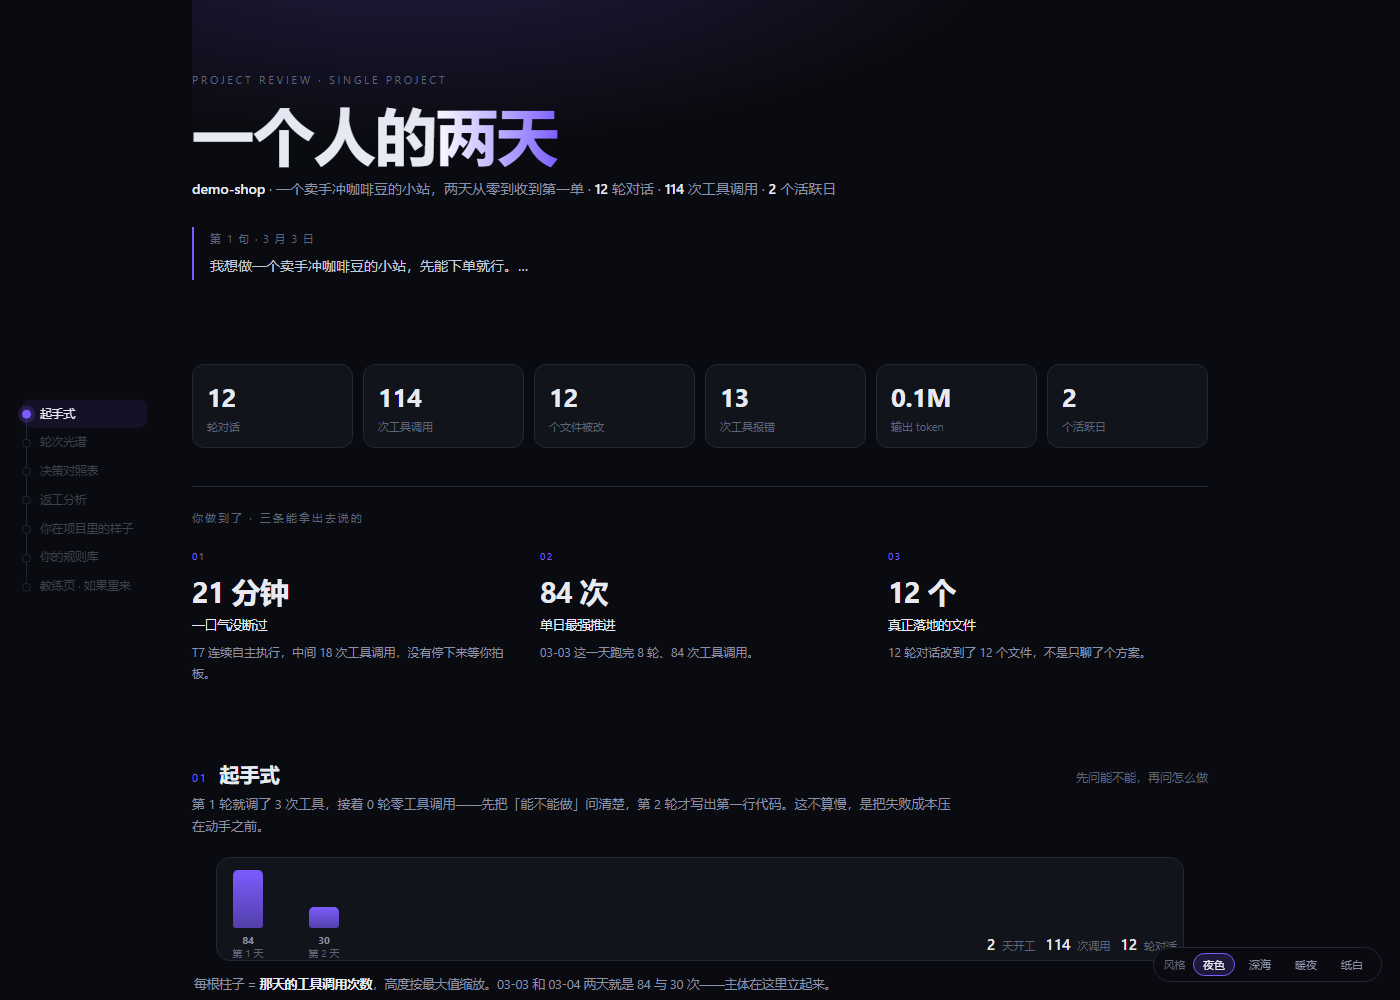 PROJECT REVIEW · SINGLE PROJECT
一个人的两天
demo-shop · 一个卖手冲咖啡豆的小站，两天从零到收到第一单 · 12 轮对话 · 114 次工具调用 · 2 个活跃日
第 1 句 · 3 月 3 日
我想做一个卖手冲咖啡豆的小站，先能下单就行。...
12
轮对话
114
次工具调用
12
个文件被改
13
次工具报错
0.1M
输出 token
2
个活跃日
起手式
轮次光谱
决策对照表
返工分析
你在项目里的样子
你的规则库
教练页 · 如果重来
你做到了 · 三条能拿出去说的
01
21 分钟
一口气没断过
T7 连续自主执行，中间 18 次工具调用，没有停下来等你拍
板。
02
84 次
单日最强推进
03-03 这一天跑完 8 轮、84 次工具调用。
03
12 个
真正落地的文件
12 轮对话改到了 12 个文件，不是只聊了个方案。
01 起手式
先问能不能，再问怎么做
第 1 轮就调了 3 次工具，接着 0 轮零工具调用——先把「能不能做」问清楚，第 2 轮才写出第一行代码。这不算慢，是把失败成本压
在动手之前。
84
第 1 天
30
第 2 天
2 天开工 114 次调用 12 轮对话
风格 夜色 深海 暖夜 纸白
每根柱子 = 那天的工具调用次数，高度按最大值缩放。03-03 和 03-04 两天就是 84 与 30 次——主体在这里立起来。